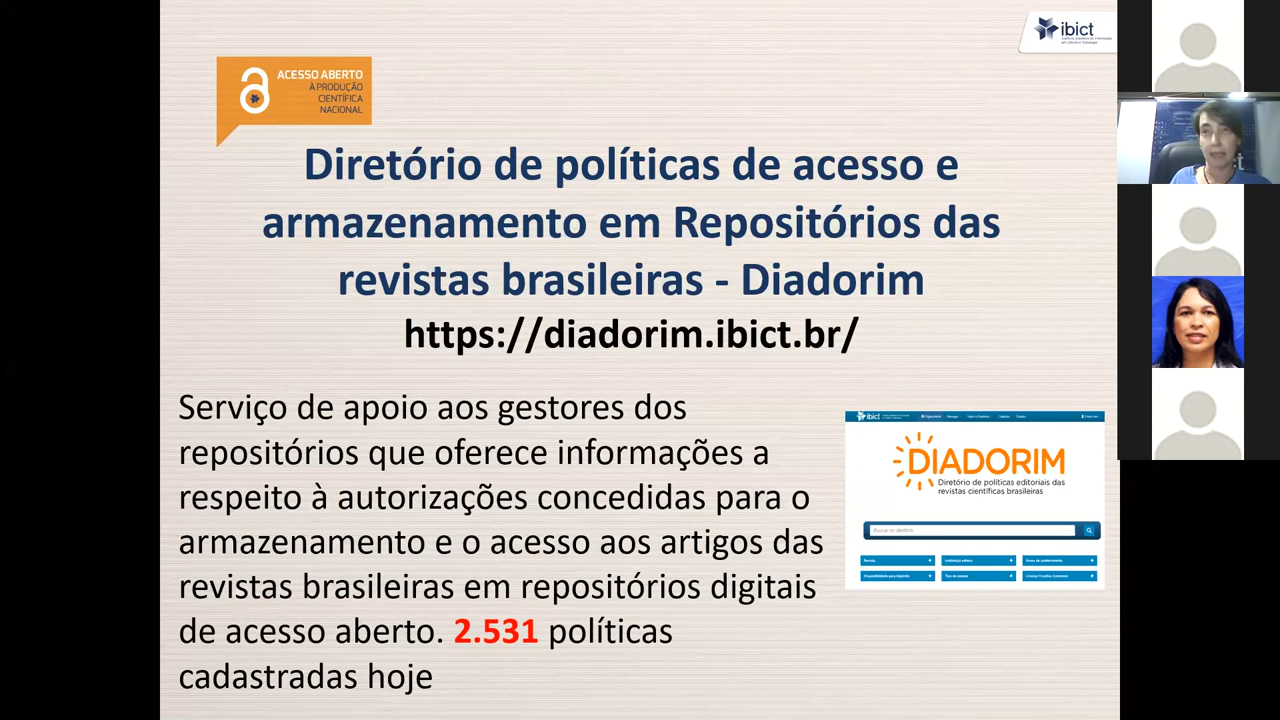 ibict
ACESSO ABERTO
À PRODUÇÃO
CIENTÍFICA
NACIONAL
Diretório de políticas de acesso e
armazenamento em Repositórios das
revistas brasileiras - Diadorim
https://diadorim.ibict.br/
Serviço de apoio aos gestores dos
repositórios que oferece informações a
respeito à autorizações concedidas para o
armazenamento e o acesso aos artigos das
revistas brasileiras em repositórios digitais
de acesso aberto. 2.531 políticas
cadastradas hoje
ibict
DIADORIM
Diretório de políticas editoriais das
revistas científicas brasileiras